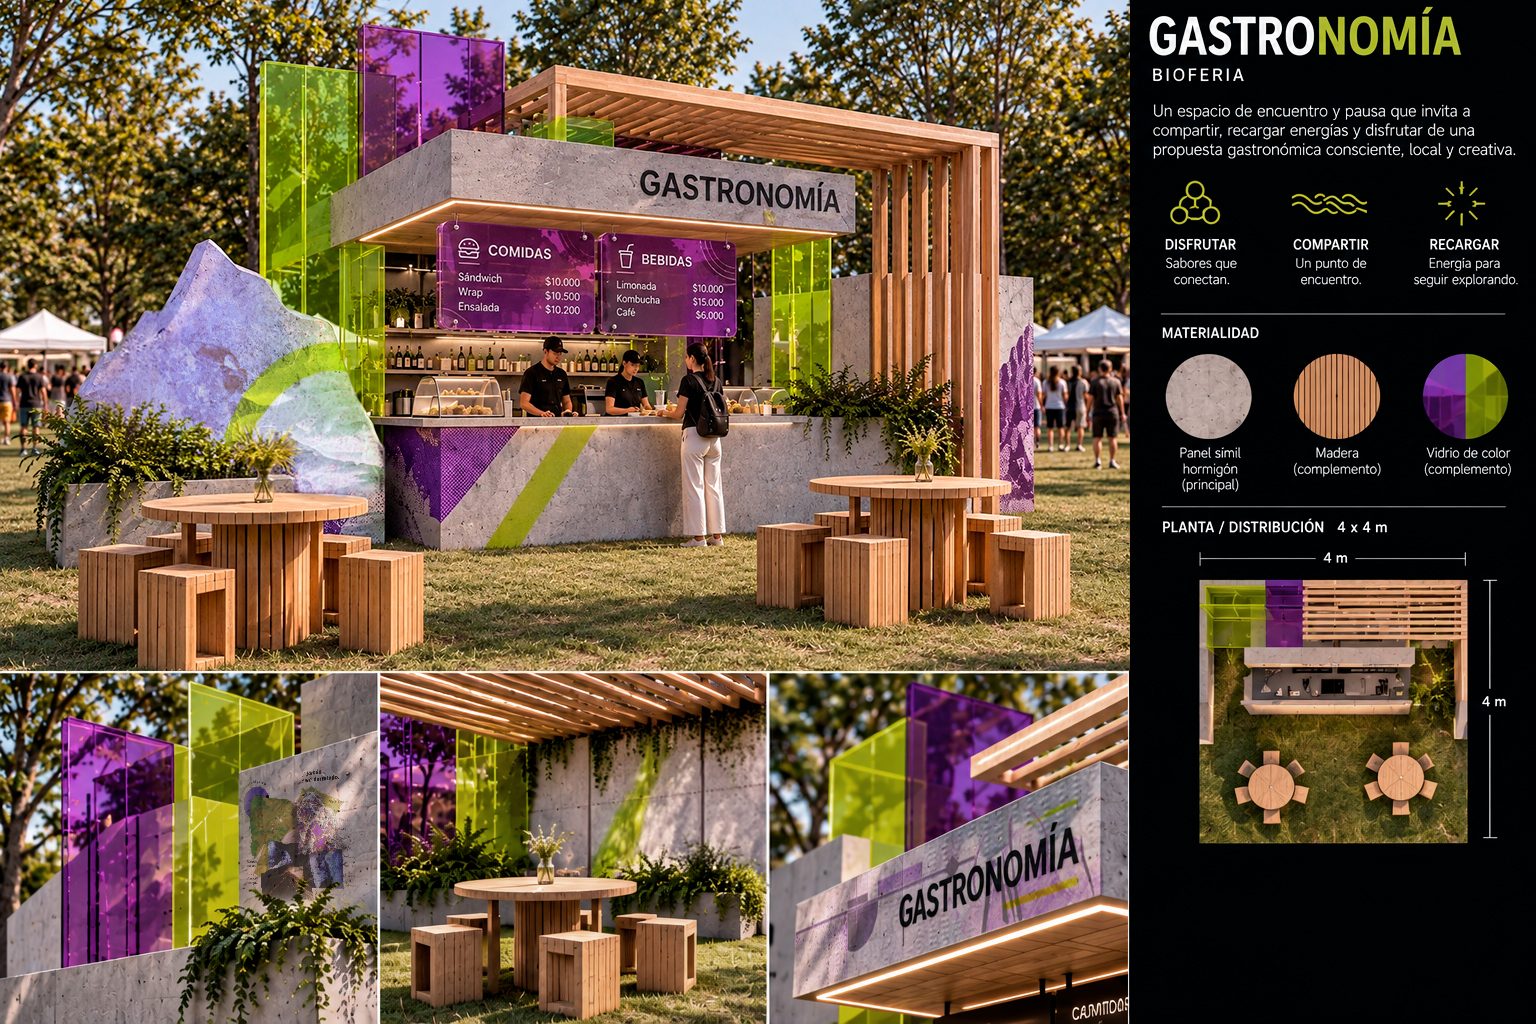 GASTRONOMÍA
COMIDAS
Sándwich $10.000
Wrap $10.500
Ensalada $10.200
BEBIDAS
Limonada $10.000
Kombucha $15.000
Café $6.000
GASTRONOMÍA
GASTRONOMÍA
BIOFERIA
Un espacio de encuentro y pausa que invita a
compartir, recargar energías y disfrutar de una
propuesta gastronómica consciente, local y creativa.
DISFRUTAR
Sabores que
conectan.
COMPARTIR
Un punto de
encuentro.
RECARGAR
Energía para
seguir explorando.
MATERIALIDAD
Panel símil
hormigón
(principal)
Madera
(complemento)
Vidrio de color
(complemento)
PLANTA / DISTRIBUCIÓN 4 x 4 m
4 m
4 m